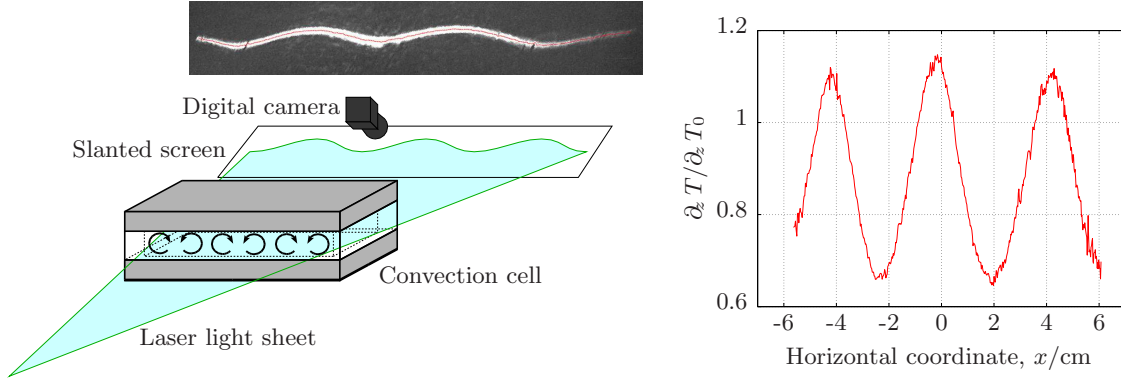 Digital camera
Slanted screen
Convection cell
Laser light sheet
1.2
1
0.8
0.6
∂z T/∂z T0
-6 -4 -2 0 2 4 6
Horizontal coordinate, x/cm